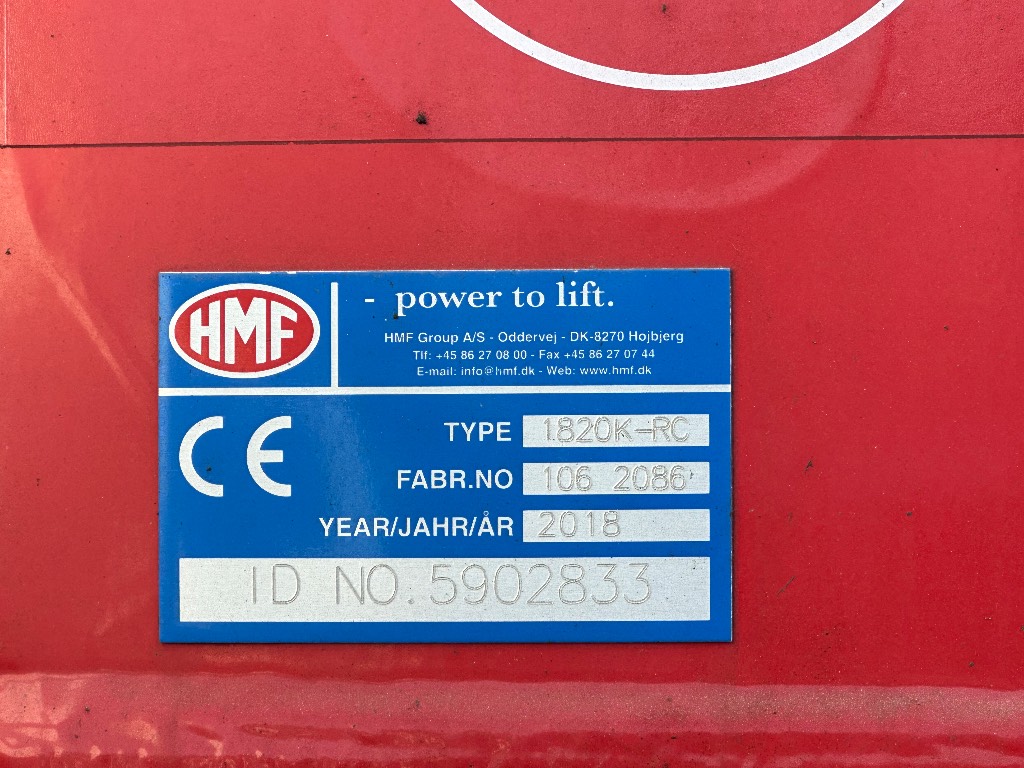 HMF
- power to lift.
HMF Group A/S - Oddervej - DK-8270 Hojbjerg
Tlf: +45 86 27 08 00 - Fax +45 86 27 07 44
E-mail: info@hmf.dk - Web: www.hmf.dk
CE
TYPE 1820K-RC
FABR.NO 106 2086
YEAR/JAHR/ÅR 2018
ID NO.5902833